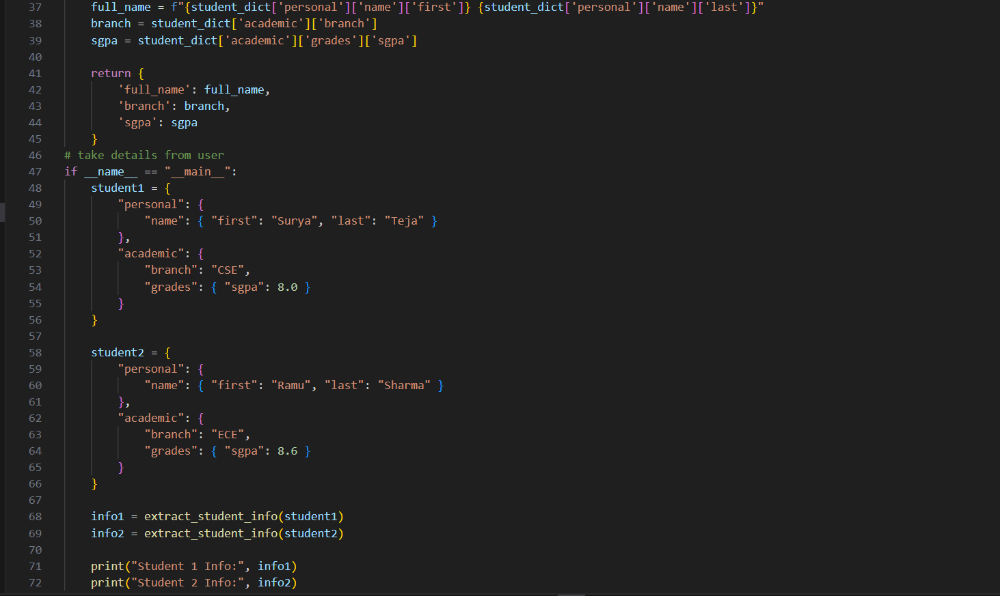 37 full_name = f"{student_dict['personal']['name']['first']} {student_dict['personal']['name']['last']}"
38 branch = student_dict['academic']['branch']
39 sgpa = student_dict['academic']['grades']['sgpa']
40
41 return {
42 'full_name': full_name,
43 'branch': branch,
44 'sgpa': sgpa
45 }
46 # take details from user
47 if __name__ == "__main__":
48 student1 = {
49 "personal": {
50 "name": { "first": "Surya", "last": "Teja" }
51 },
52 "academic": {
53 "branch": "CSE",
54 "grades": { "sgpa": 8.0 }
55 }
56 }
57
58 student2 = {
59 "personal": {
60 "name": { "first": "Ramu", "last": "Sharma" }
61 },
62 "academic": {
63 "branch": "ECE",
64 "grades": { "sgpa": 8.6 }
65 }
66 }
67
68 info1 = extract_student_info(student1)
69 info2 = extract_student_info(student2)
70
71 print("Student 1 Info:", info1)
72 print("Student 2 Info:", info2)